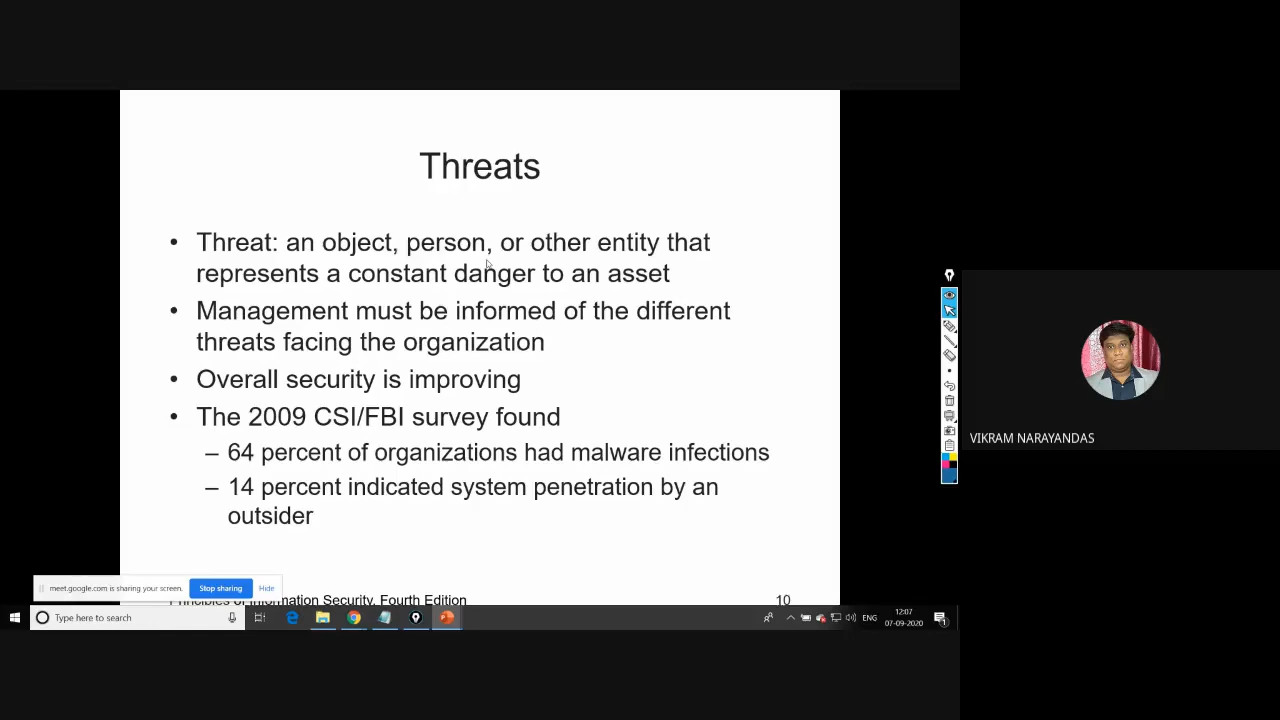 Threats
• Threat: an object, person, or other entity that
represents a constant danger to an asset
• Management must be informed of the different
threats facing the organization
• Overall security is improving
• The 2009 CSI/FBI survey found
– 64 percent of organizations had malware infections
– 14 percent indicated system penetration by an
outsider
VIKRAM NARAYANDAS
meet.google.com is sharing your screen.
Stop sharing
Hide
Principles of Information Security, Fourth Edition
10
Type here to search
ENG
12:07
07-09-2020
1